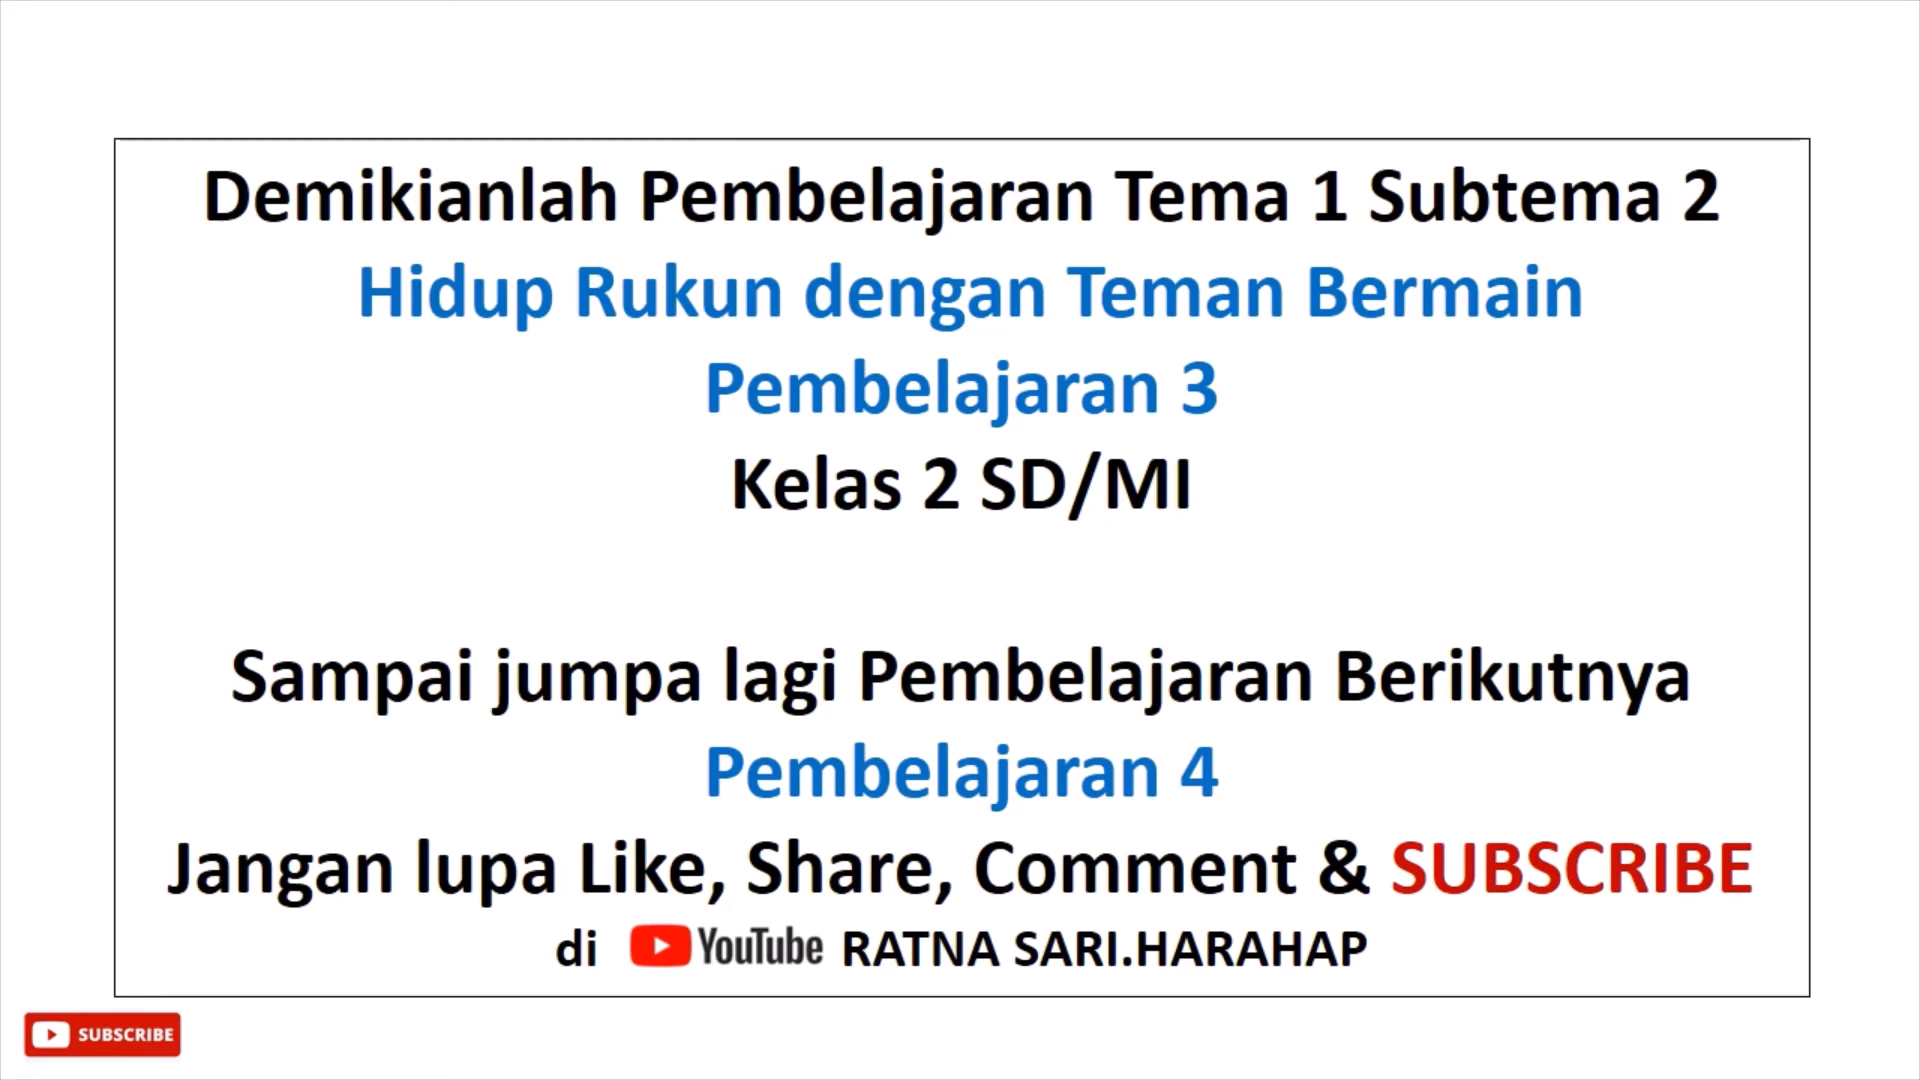 Demikianlah Pembelajaran Tema 1 Subtema 2
Hidup Rukun dengan Teman Bermain
Pembelajaran 3
Kelas 2 SD/MI
Sampai jumpa lagi Pembelajaran Berikutnya
Pembelajaran 4
Jangan lupa Like, Share, Comment & SUBSCRIBE
di YouTube RATNA SARI.HARAHAP
SUBSCRIBE